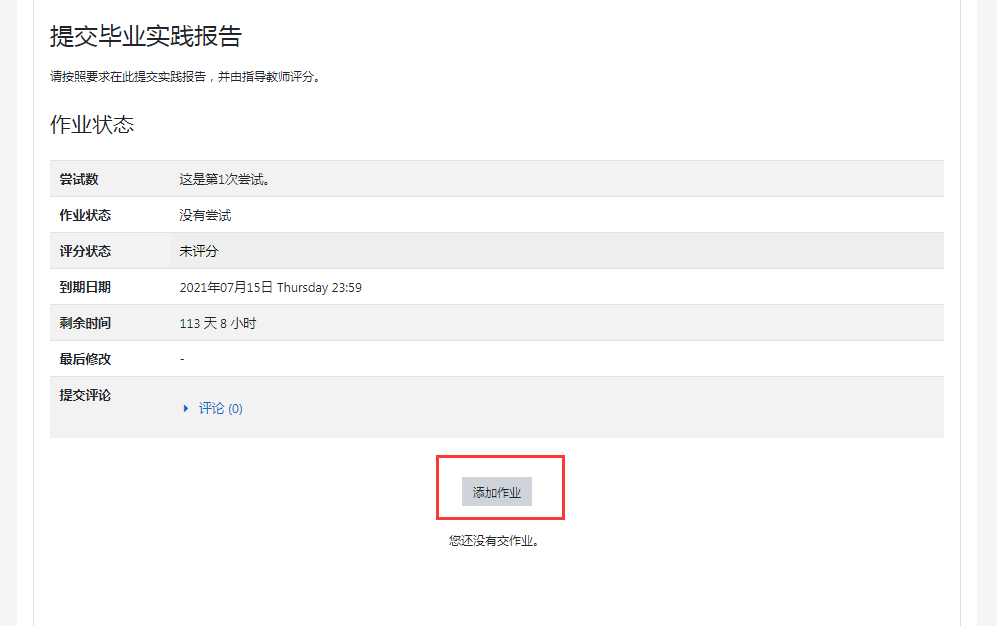 提交毕业实践报告
请按照要求在此提交实践报告，并由指导教师评分。
作业状态
尝试数 这是第1次尝试。
作业状态 没有尝试
评分状态 未评分
到期日期 2021年07月15日 Thursday 23:59
剩余时间 113 天 8 小时
最后修改 -
提交评论
评论 (0)
添加作业
您还没有交作业。